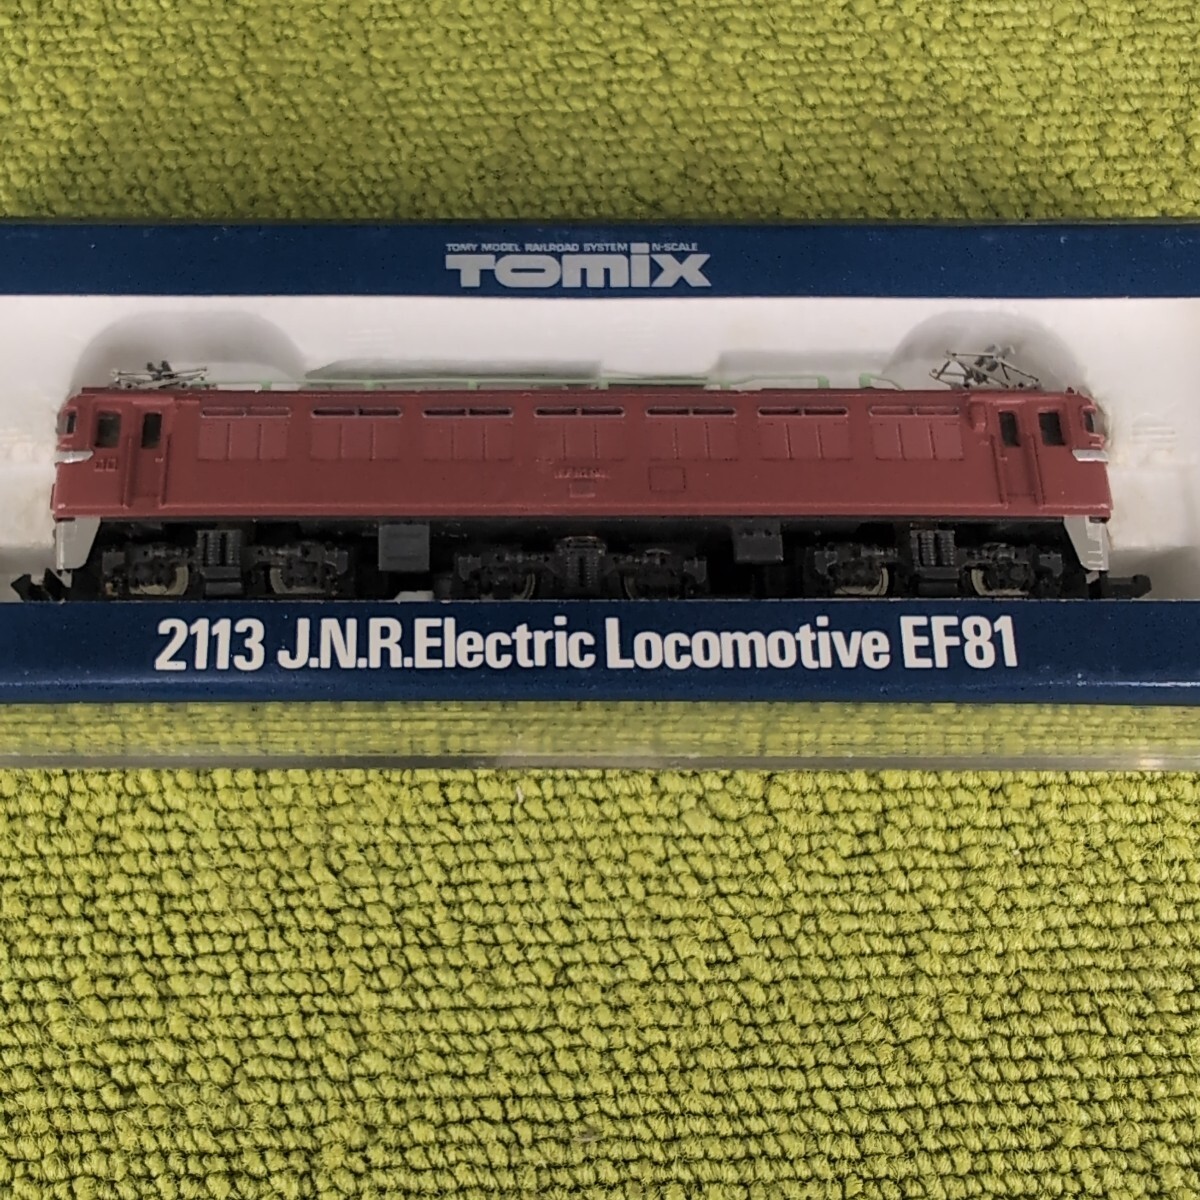 TOMY MODEL RAILROAD SYSTEM N-SCALE
TOMIX
2113 J.N.R.Electric Locomotive EF81